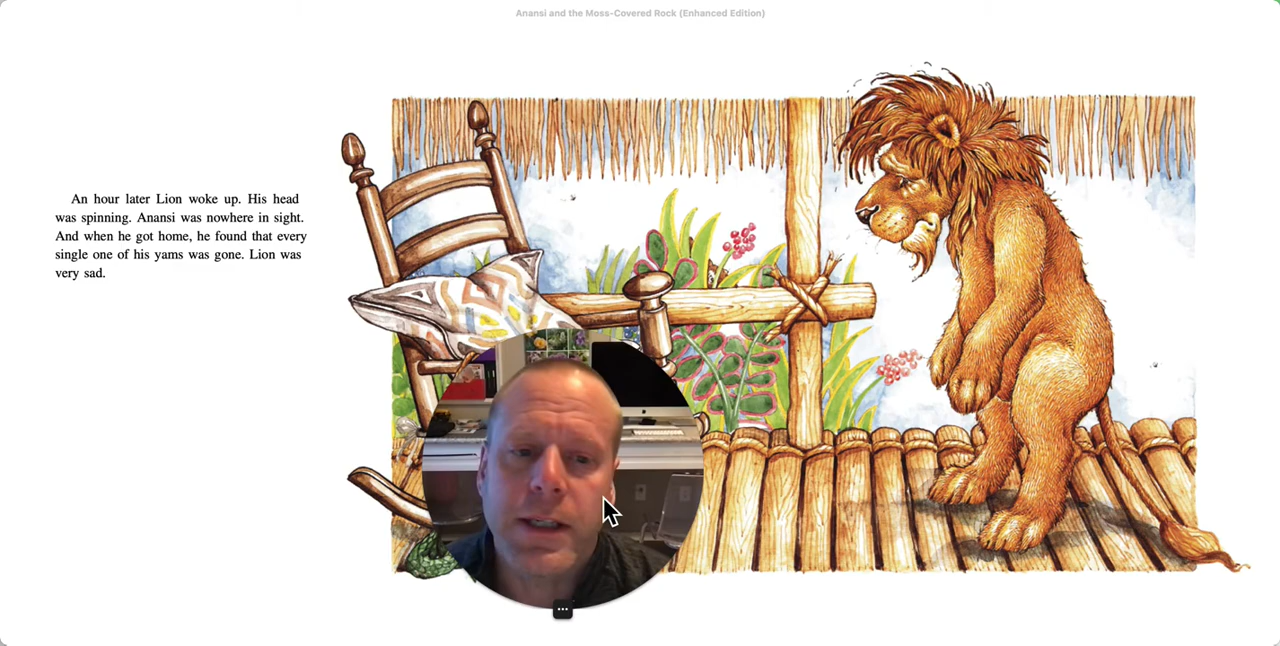 Anansi and the Moss-Covered Rock (Enhanced Edition)
An hour later Lion woke up. His head
was spinning. Anansi was nowhere in sight.
And when he got home, he found that every
single one of his yams was gone. Lion was
very sad.